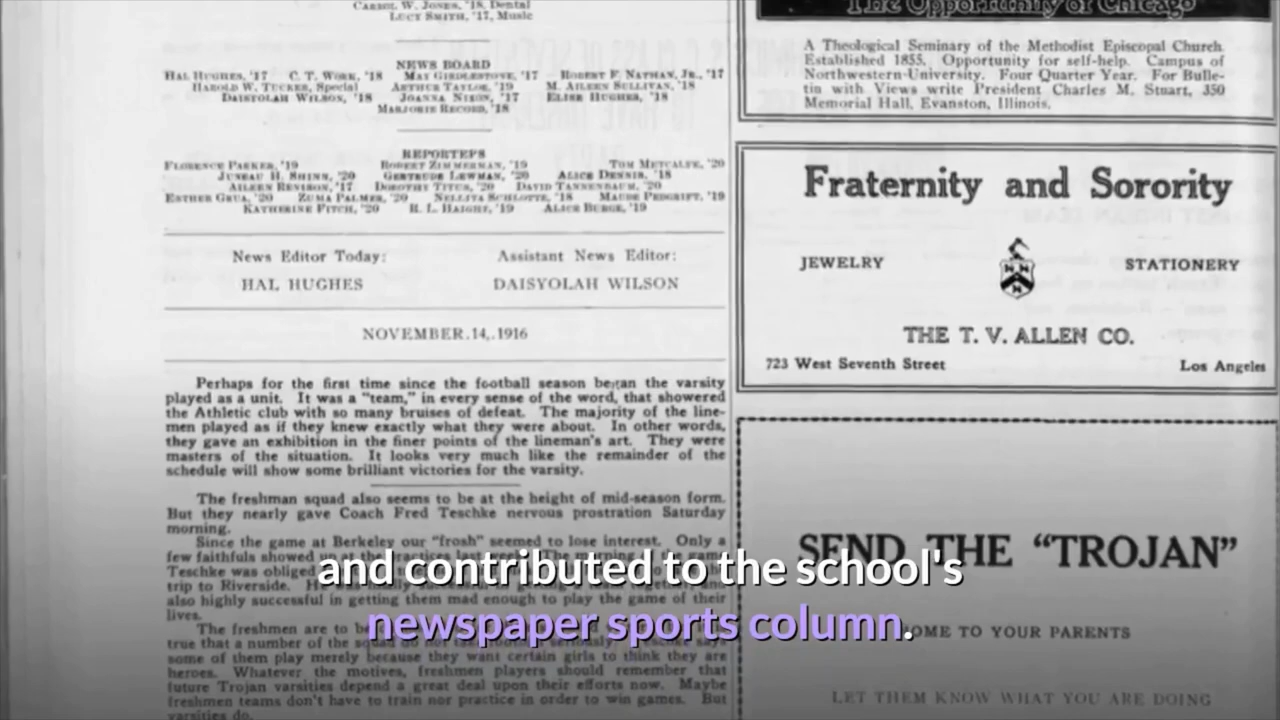 CARROL W. JONES, '18, Dental
LUCY SMITH, '17, Music
NEWS BOARD
HAL HUGHES, '17 C. T. WORK, '18 MAY GIRDLESTONE, '17 ROBERT F. NATHAN, JR., '17
HAROLD W. TUCKER, Special ARTHUR TAYLOR, '19 M. AILEEN SULLIVAN, '18
DAISYOLAH WILSON, '18 JOANNA NIXON, '17 ELISE HUGHES, '18
MARJORIE RECORD, '18
REPORTERS
FLORENCE PARKER, '19 ROBERT ZIMMERMAN, '19 TOM METCALFE, '20
JUNEAU H. SHINN, '20 GERTRUDE LEWMAN, '20 ALICE DENNIR, '18
AILEEN RENISON, '17 DOROTHY TITUS, '20 DAVID TANNENBAUM, '20
ESTHER GRUA, '20 ZUMA PALMER, '20 NELLITA SCHLOTTE, '18 MAUDE PEDGRIFT, '19
KATHERINE FITCH, '20 R. L. HAIGHT, '19 ALICE BURGE, '19
News Editor Today: Assistant News Editor:
HAL HUGHES DAISYOLAH WILSON
NOVEMBER.14,.1916
Perhaps for the first time since the football season began the varsity
played as a unit. It was a "team," in every sense of the word, that showered
the Athletic club with so many bruises of defeat. The majority of the line-
men played as if they knew exactly what they were about. In other words,
they gave an exhibition in the finer points of the lineman's art. They were
masters of the situation. It looks very much like the remainder of the
schedule will show some brilliant victories for the varsity.
The freshman squad also seems to be at the height of mid-season form.
But they nearly gave Coach Fred Teschke nervous prostration Saturday
morning.
Since the game at Berkeley our "frosh" seemed to lose interest. Only a
few faithfuls showed up at the practices last week. The morning of the game
Teschke was obliged
trip to Riverside. He
also highly successful in getting them mad enough to play the game of their
lives.
The freshmen are to be
true that a number of the squad do not
some of them play merely because they want certain girls to think they are
heroes. Whatever the motives, freshmen players should remember that
future Trojan varsities depend a great deal upon their efforts now. Maybe
freshmen teams don't have to train nor practice in order to win games. But
varsities do.
The Opportunity of Chicago
A Theological Seminary of the Methodist Episcopal Church.
Established 1855. Opportunity for self-help. Campus of
Northwestern University. Four Quarter Year. For Bulle-
tin with Views write President Charles M. Stuart, 350
Memorial Hall, Evanston, Illinois.
Fraternity and Sorority
JEWELRY STATIONERY
THE T. V. ALLEN CO.
723 West Seventh Street Los Angeles
SEND THE "TROJAN"
HOME TO YOUR PARENTS
LET THEM KNOW WHAT YOU ARE DOING
and contributed to the school's
newspaper sports column.